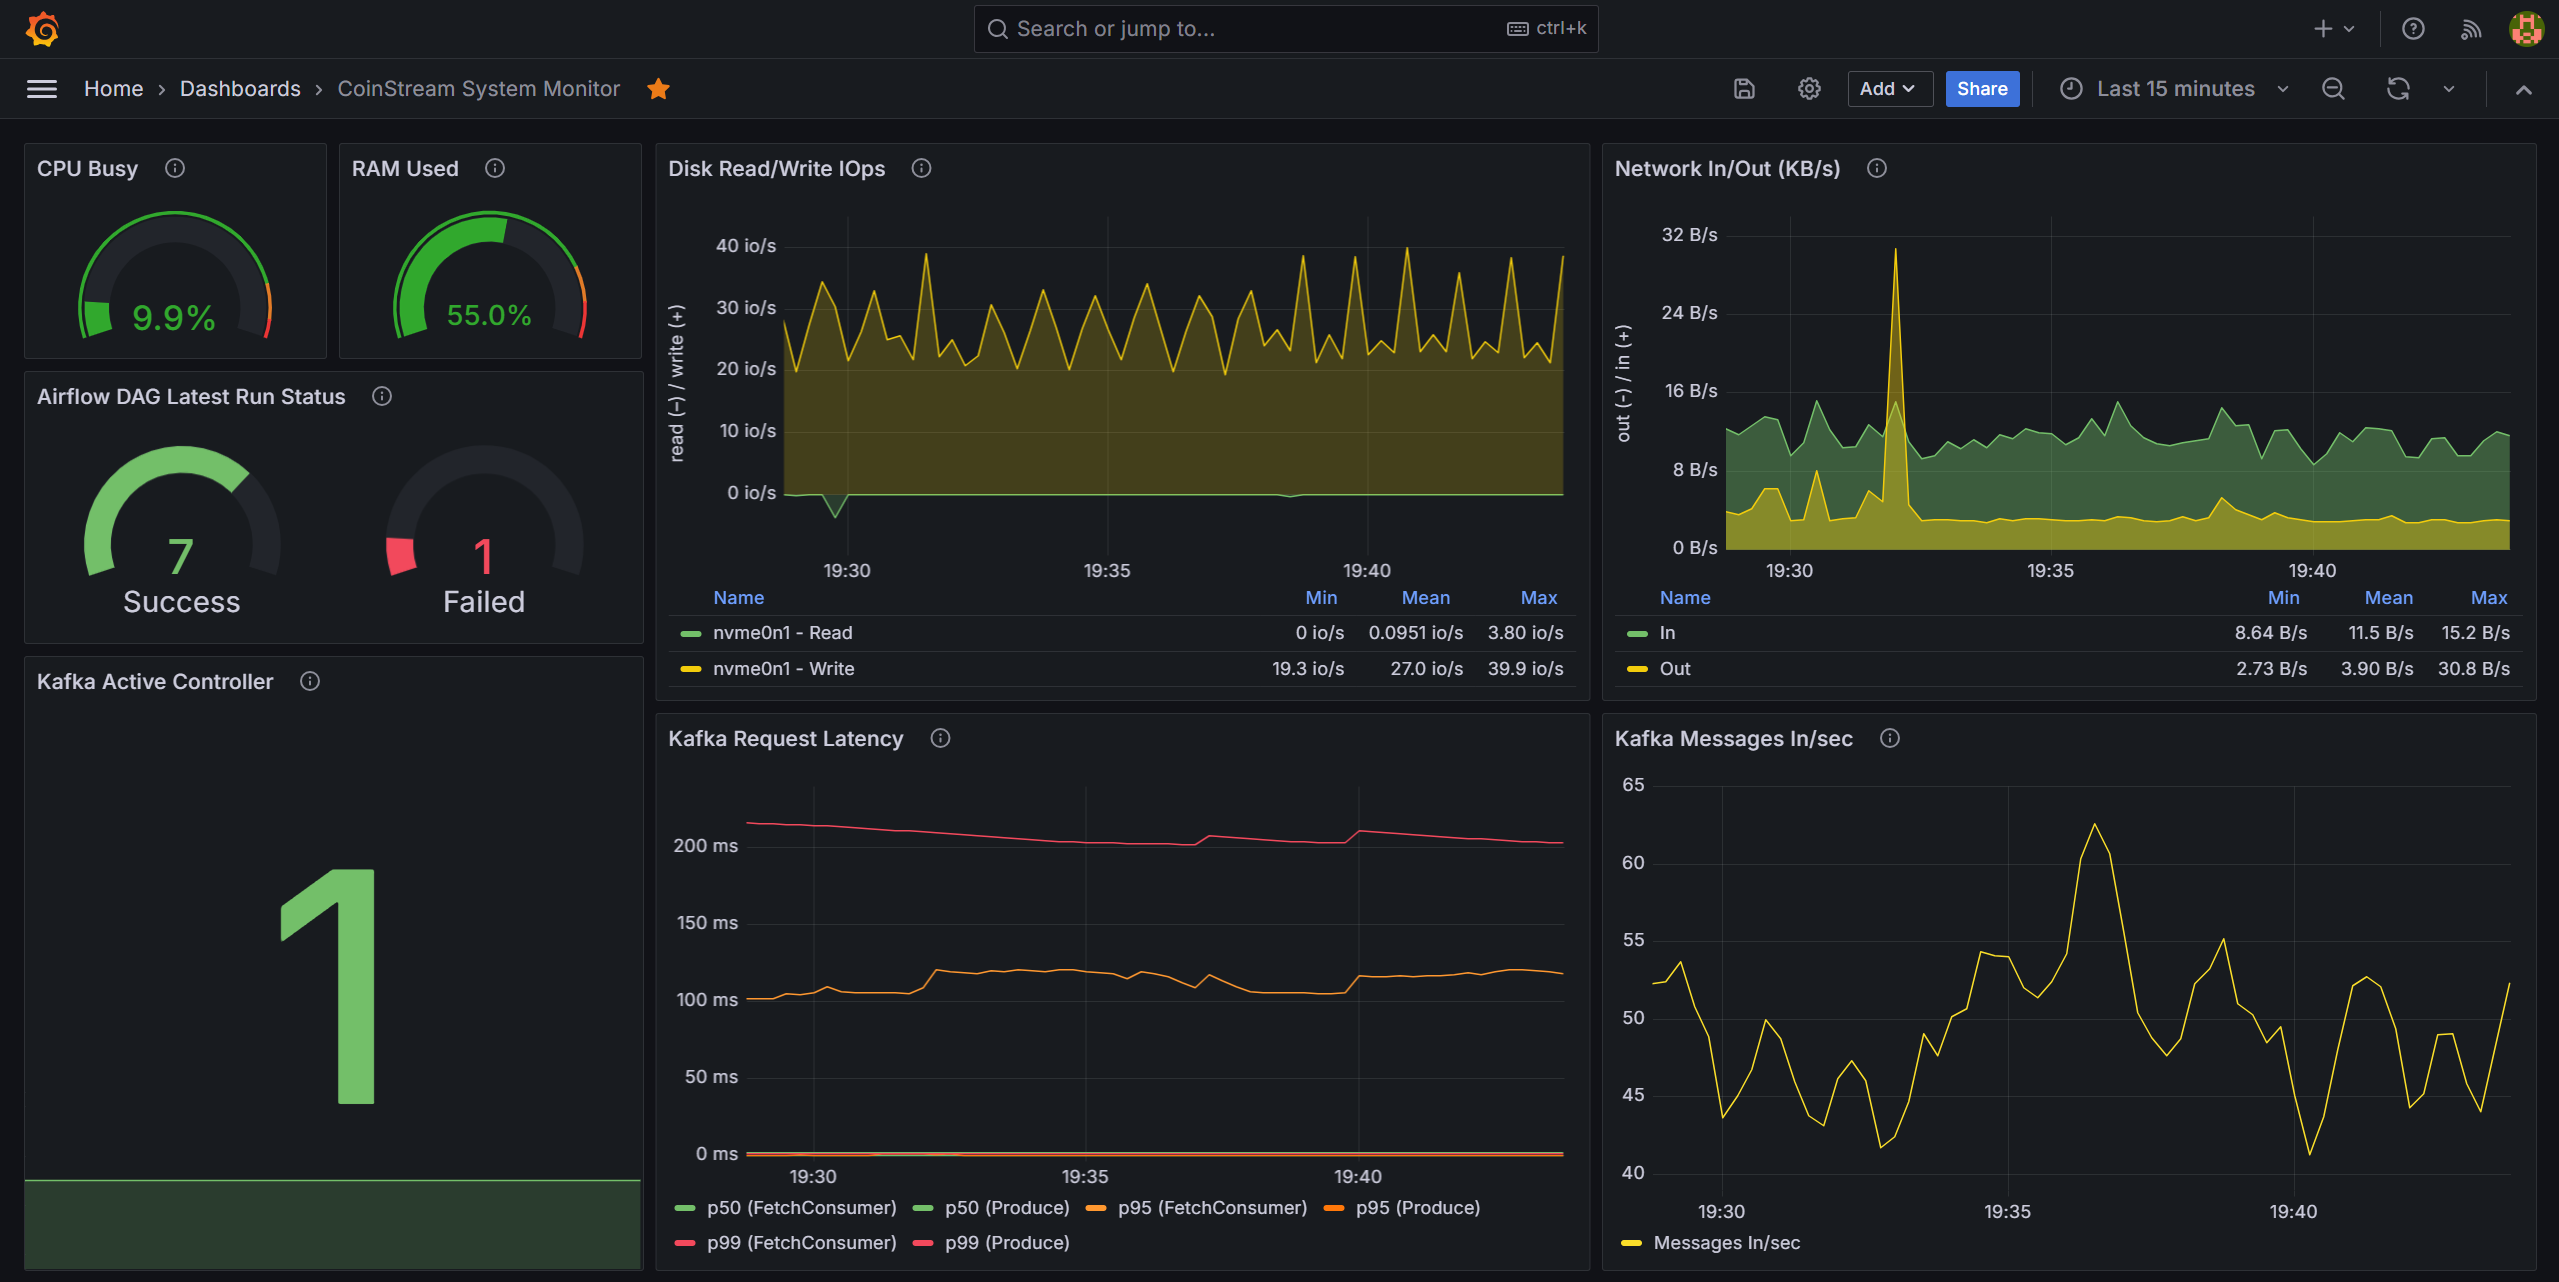 Search or jump to...
ctrl+k
Home › Dashboards › CoinStream System Monitor
Add
Share
Last 15 minutes
CPU Busy
9.9%
RAM Used
55.0%
Airflow DAG Latest Run Status
7
Success
1
Failed
Kafka Active Controller
1
Disk Read/Write IOps
read (–) / write (+)
40 io/s
30 io/s
20 io/s
10 io/s
0 io/s
19:30 19:35 19:40
Name Min Mean Max
nvme0n1 - Read 0 io/s 0.0951 io/s 3.80 io/s
nvme0n1 - Write 19.3 io/s 27.0 io/s 39.9 io/s
Network In/Out (KB/s)
out (-) / in (+)
32 B/s
24 B/s
16 B/s
8 B/s
0 B/s
19:30 19:35 19:40
Name Min Mean Max
In 8.64 B/s 11.5 B/s 15.2 B/s
Out 2.73 B/s 3.90 B/s 30.8 B/s
Kafka Request Latency
200 ms
150 ms
100 ms
50 ms
0 ms
19:30 19:35 19:40
p50 (FetchConsumer) p50 (Produce) p95 (FetchConsumer) p95 (Produce)
p99 (FetchConsumer) p99 (Produce)
Kafka Messages In/sec
65
60
55
50
45
40
19:30 19:35 19:40
Messages In/sec